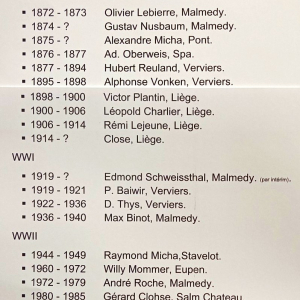 ▪ 1872 - 1873 Olivier Lebierre, Malmedy.
▪ 1874 - ? Gustav Nusbaum, Malmedy.
▪ 1875 - ? Alexandre Micha, Pont.
▪ 1876 - 1877 Ad. Oberweis, Spa.
▪ 1877 - 1894 Hubert Reuland, Verviers.
▪ 1895 - 1898 Alphonse Vonken, Verviers.
▪ 1898 - 1900 Victor Plantin, Liège.
▪ 1900 - 1906 Léopold Charlier, Liège.
▪ 1906 - 1914 Rémi Lejeune, Liège.
▪ 1914 - ? Close, Liège.
WWI
▪ 1919 - ? Edmond Schweissthal, Malmedy. (par intérim).
▪ 1919 - 1921 P. Baiwir, Verviers.
▪ 1922 - 1936 D. Thys, Verviers.
▪ 1936 - 1940 Max Binot, Malmedy.
WWII
▪ 1944 - 1949 Raymond Micha,Stavelot.
▪ 1960 - 1972 Willy Mommer, Eupen.
▪ 1972 - 1979 André Roche, Malmedy.
▪ 1980 - 1985 Gérard Clohse, Salm Chateau